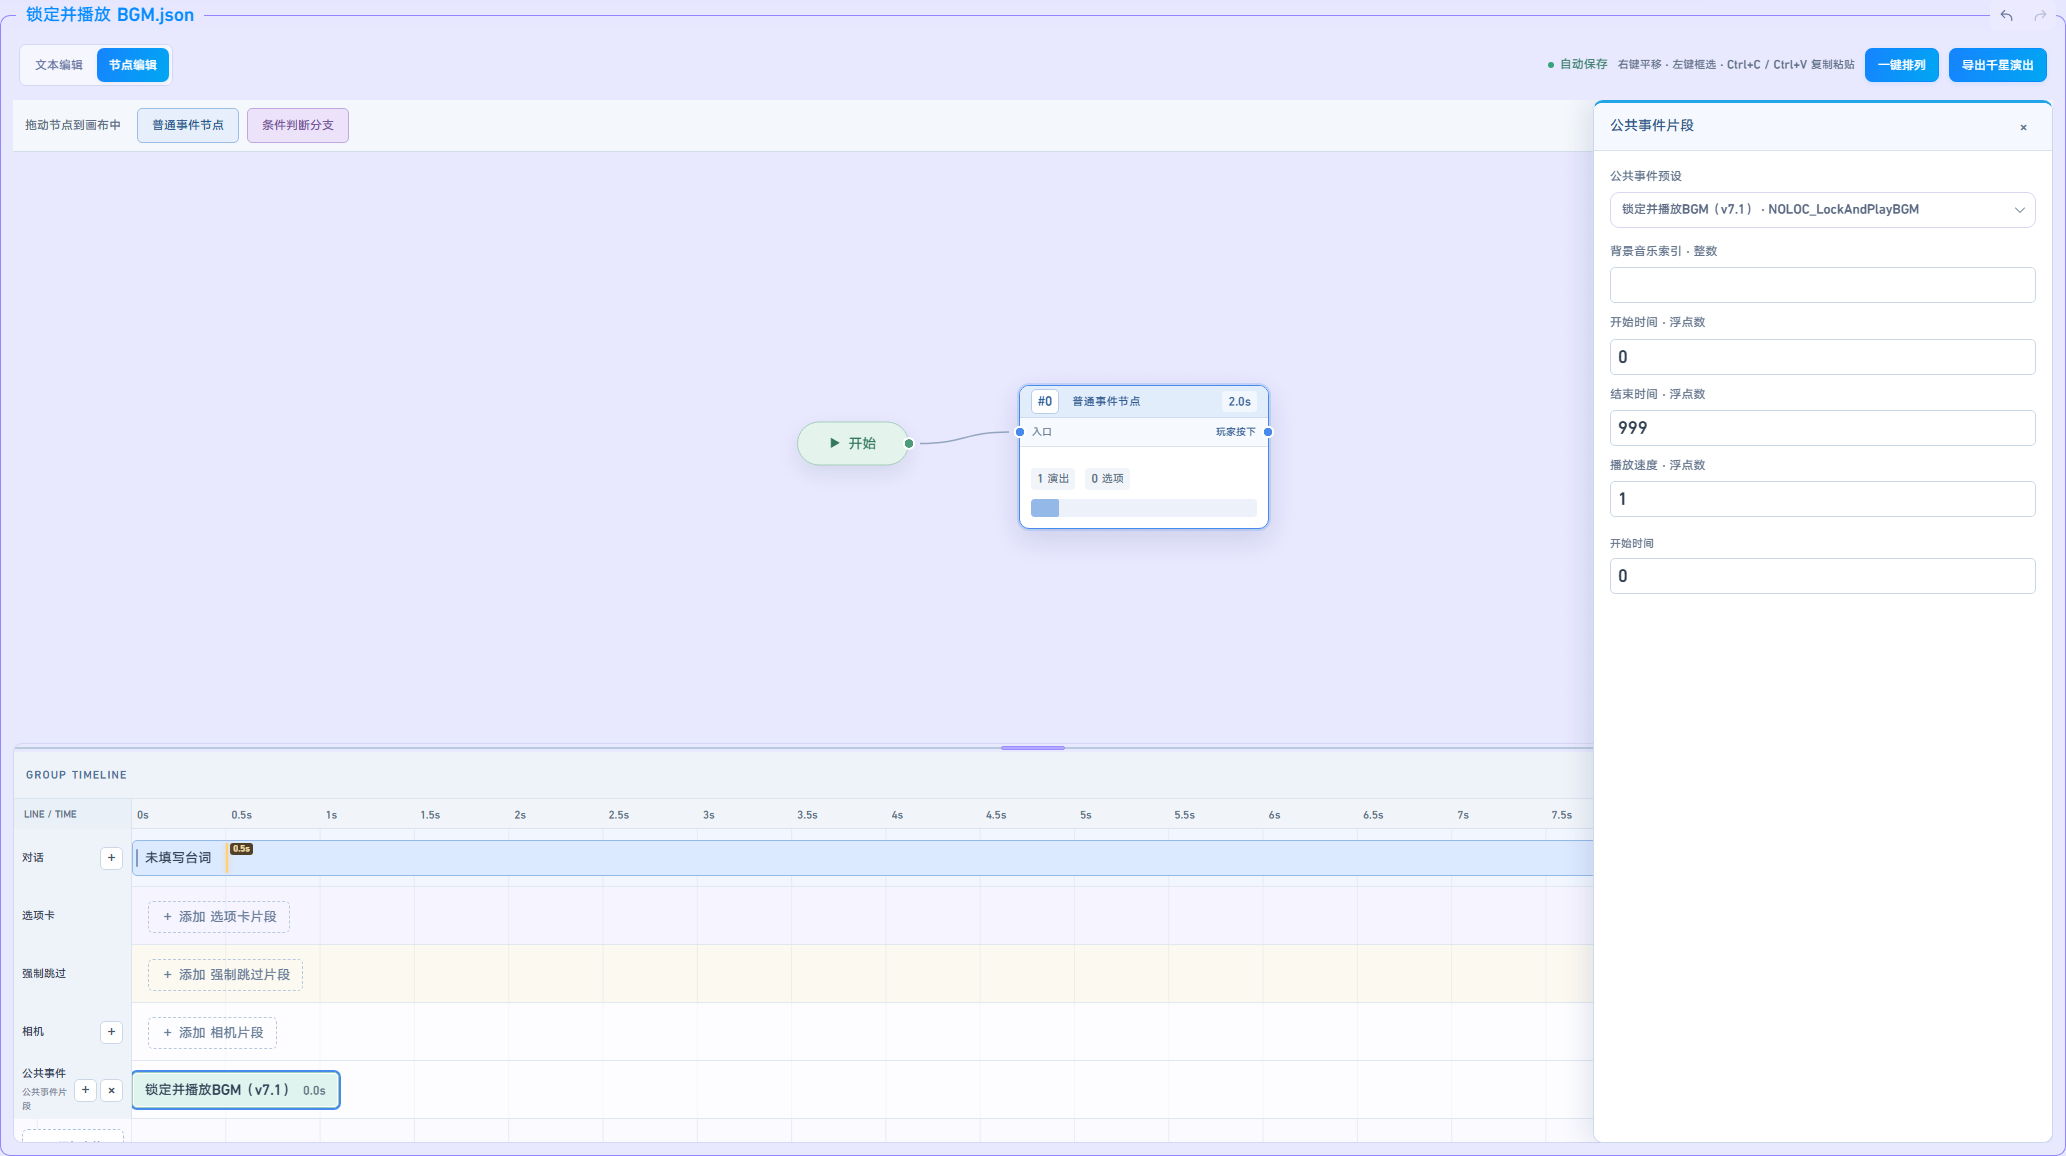 锁定并播放 BGM.json
文本编辑 节点编辑
自动保存 右键平移 · 左键框选 · Ctrl+C / Ctrl+V 复制粘贴 一键排列 导出千星演出
拖动节点到画布中 普通事件节点 条件判断分支
公共事件片段 ×
公共事件预设
锁定并播放BGM（v7.1） · NOLOC_LockAndPlayBGM
背景音乐索引 · 整数
开始时间 · 浮点数
0
结束时间 · 浮点数
999
播放速度 · 浮点数
1
开始时间
0
开始
#0 普通事件节点 2.0s
入口 玩家按下
1 演出 0 选项
GROUP TIMELINE
LINE / TIME 0s 0.5s 1s 1.5s 2s 2.5s 3s 3.5s 4s 4.5s 5s 5.5s 6s 6.5s 7s 7.5s
对话 + 未填写台词 0.5s
选项卡 + 添加 选项卡片段
强制跳过 + 添加 强制跳过片段
相机 + + 添加 相机片段
公共事件
公共事件片
段
+ × 锁定并播放BGM（v7.1） 0.0s